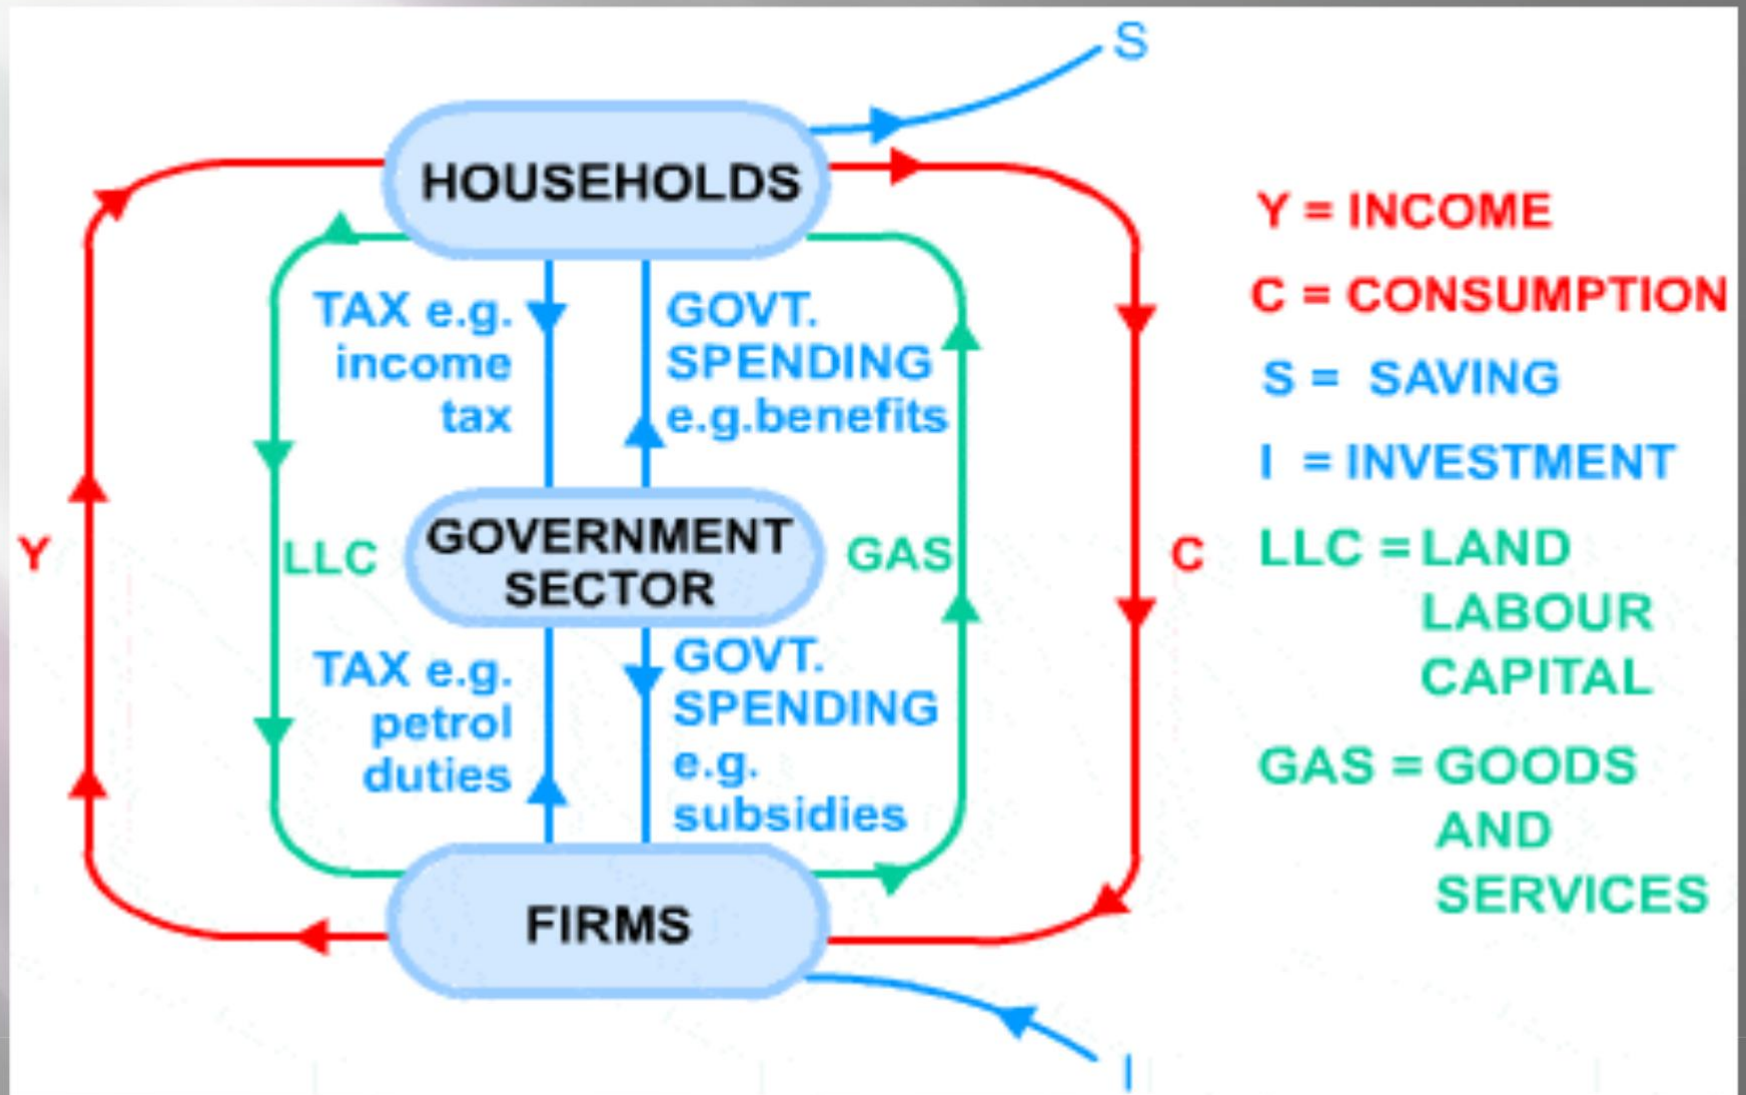 S
HOUSEHOLDS
TAX e.g.
income
tax
GOVT.
SPENDING
e.g.benefits
Y
LLC
GOVERNMENT
SECTOR
GAS
C
TAX e.g.
petrol
duties
GOVT.
SPENDING
e.g.
subsidies
FIRMS
I
Y = INCOME
C = CONSUMPTION
S = SAVING
I = INVESTMENT
LLC = LAND
LABOUR
CAPITAL
GAS = GOODS
AND
SERVICES